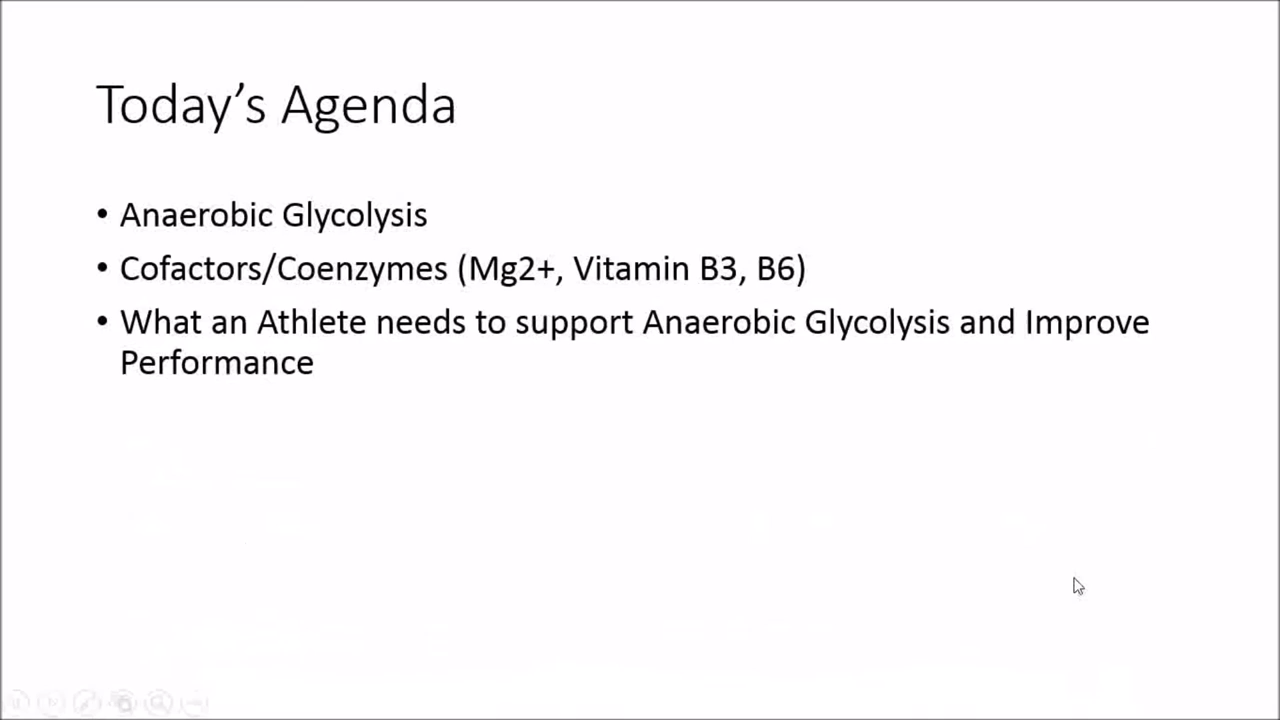 Today’s Agenda
• Anaerobic Glycolysis
• Cofactors/Coenzymes (Mg2+, Vitamin B3, B6)
• What an Athlete needs to support Anaerobic Glycolysis and Improve
Performance